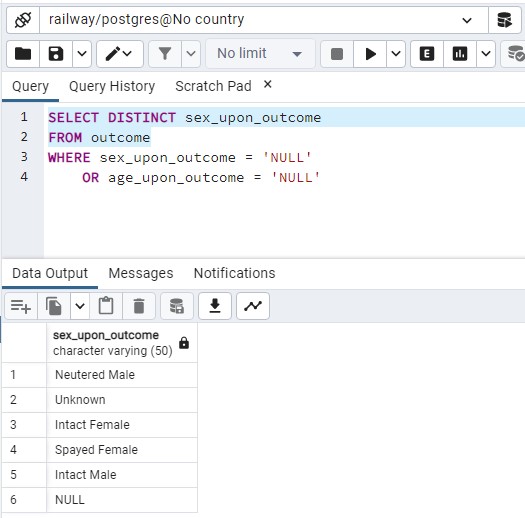 railway/postgres@No country
No limit
E
Query Query History Scratch Pad ×
1 SELECT DISTINCT sex_upon_outcome
2 FROM outcome
3 WHERE sex_upon_outcome = 'NULL'
4 OR age_upon_outcome = 'NULL'
Data Output Messages Notifications
sex_upon_outcome
character varying (50)
1 Neutered Male
2 Unknown
3 Intact Female
4 Spayed Female
5 Intact Male
6 NULL